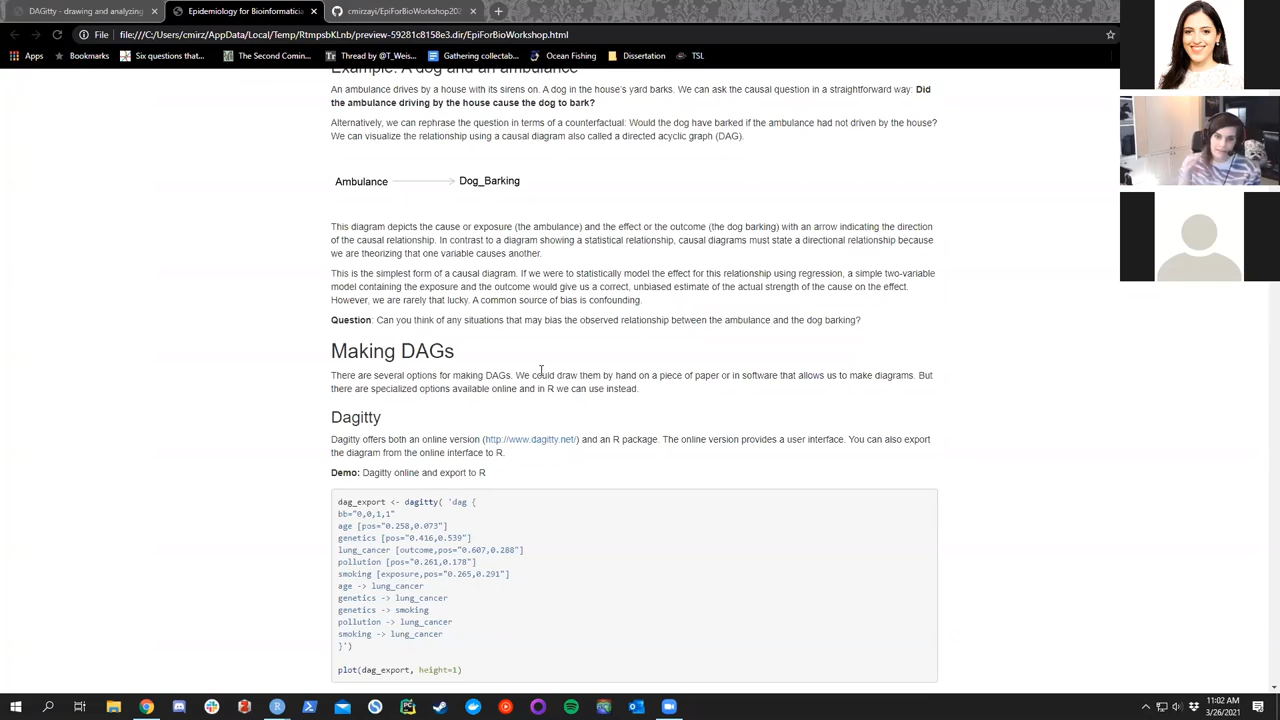 DAGitty - drawing and analyzing
Epidemiology for Bioinformatics
cmirzay/EpiForBioWorkshop202
File
file:///C:/Users/cmirz/AppData/Local/Temp/RtmpsbKLnb/preview-59281c8158e3.dir/EpiForBioWorkshop.html
Apps
Bookmarks
Six questions that...
The Second Comin...
Thread by @T_Weis...
Gathering collectab...
Ocean Fishing
Dissertation
TSL
Example: A dog and an ambulance
An ambulance drives by a house with its sirens on. A dog in the house's yard barks. We can ask the causal question in a straightforward way: Did
the ambulance driving by the house cause the dog to bark?
Alternatively, we can rephrase the question in terms of a counterfactual: Would the dog have barked if the ambulance had not driven by the house?
We can visualize the relationship using a causal diagram also called a directed acyclic graph (DAG).
Ambulance
Dog_Barking
This diagram depicts the cause or exposure (the ambulance) and the effect or the outcome (the dog barking) with an arrow indicating the direction
of the causal relationship. In contrast to a diagram showing a statistical relationship, causal diagrams must state a directional relationship because
we are theorizing that one variable causes another.
This is the simplest form of a causal diagram. If we were to statistically model the effect for this relationship using regression, a simple two-variable
model containing the exposure and the outcome would give us a correct, unbiased estimate of the actual strength of the cause on the effect.
However, we are rarely that lucky. A common source of bias is confounding.
Question: Can you think of any situations that may bias the observed relationship between the ambulance and the dog barking?
Making DAGs
There are several options for making DAGs. We could draw them by hand on a piece of paper or in software that allows us to make diagrams. But
there are specialized options available online and in R we can use instead.
Dagitty
Dagitty offers both an online version (http://www.dagitty.net/) and an R package. The online version provides a user interface. You can also export
the diagram from the online interface to R.
Demo: Dagitty online and export to R
dag_export <- dagitty( 'dag {
bb="0,0,1,1"
age [pos="0.258,0.073"]
genetics [pos="0.416,0.539"]
lung_cancer [outcome,pos="0.607,0.288"]
pollution [pos="0.261,0.178"]
smoking [exposure,pos="0.265,0.291"]
age -> lung_cancer
genetics -> lung_cancer
genetics -> smoking
pollution -> lung_cancer
smoking -> lung_cancer
}')
plot(dag_export, height=1)
11:02 AM
3/26/2021